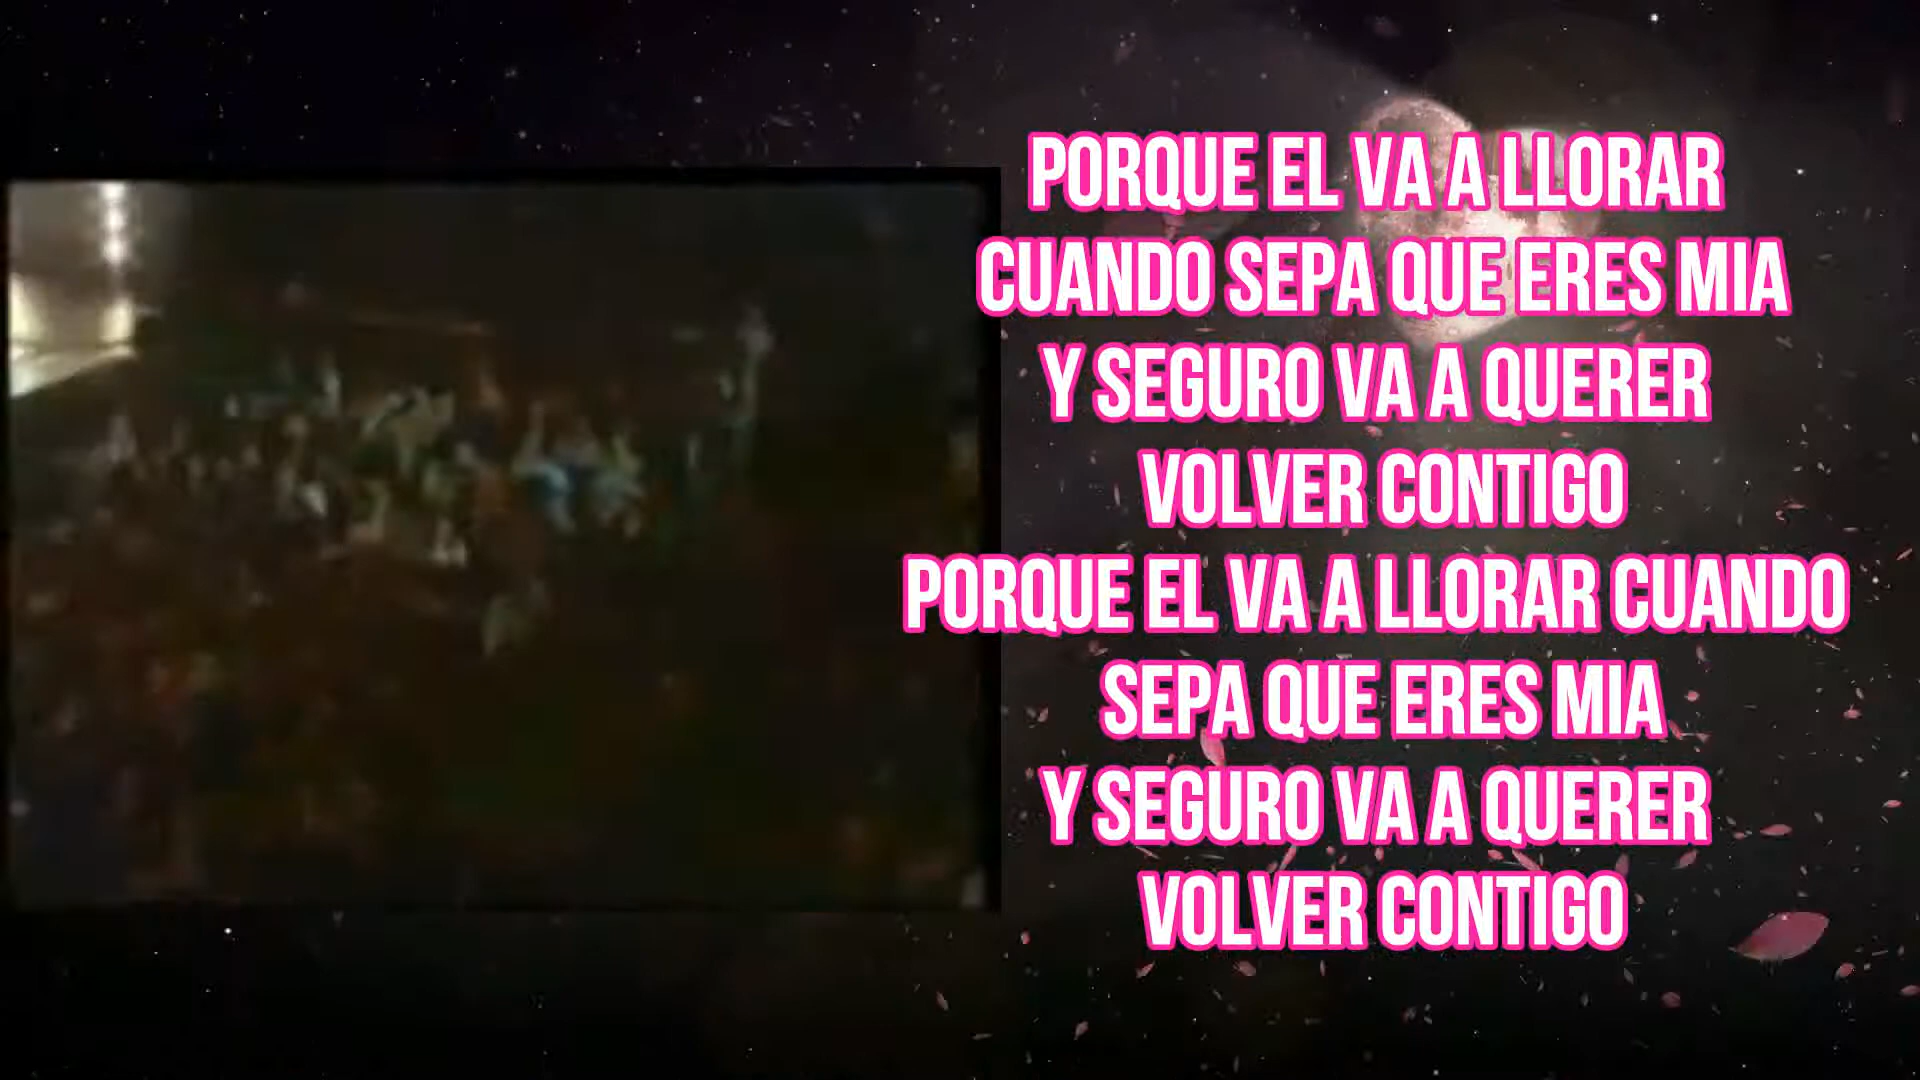 PORQUE EL VA A LLORAR
CUANDO SEPA QUE ERES MIA
Y SEGURO VA A QUERER
VOLVER CONTIGO
PORQUE EL VA A LLORAR CUANDO
SEPA QUE ERES MIA
Y SEGURO VA A QUERER
VOLVER CONTIGO